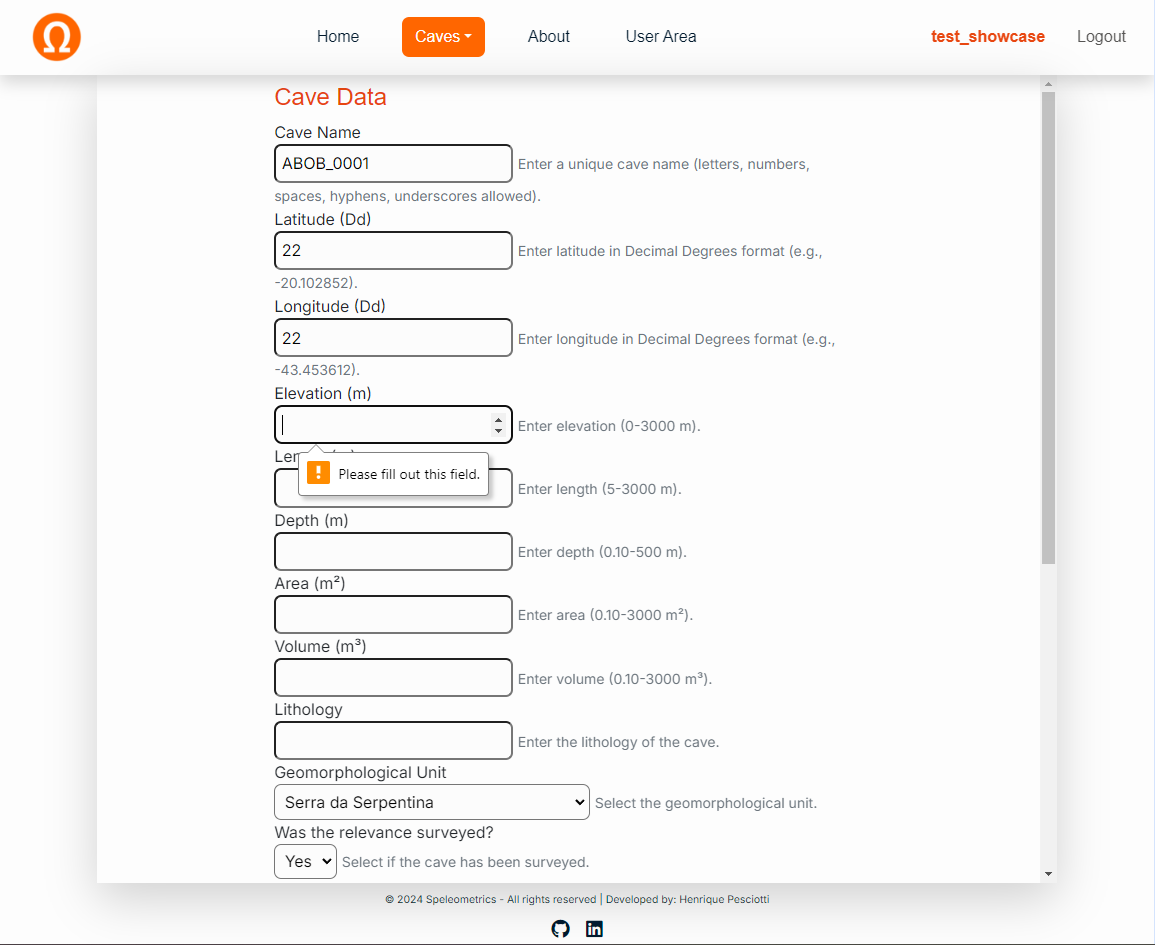 Ω
Home Caves About User Area test_showcase Logout
Cave Data
Cave Name
ABOB_0001 Enter a unique cave name (letters, numbers,
spaces, hyphens, underscores allowed).
Latitude (Dd)
22 Enter latitude in Decimal Degrees format (e.g.,
-20.102852).
Longitude (Dd)
22 Enter longitude in Decimal Degrees format (e.g.,
-43.453612).
Elevation (m)
Enter elevation (0-3000 m).
! Please fill out this field.
Enter length (5-3000 m).
Depth (m)
Enter depth (0.10-500 m).
Area (m²)
Enter area (0.10-3000 m²).
Volume (m³)
Enter volume (0.10-3000 m³).
Lithology
Enter the lithology of the cave.
Geomorphological Unit
Serra da Serpentina Select the geomorphological unit.
Was the relevance surveyed?
Yes Select if the cave has been surveyed.
© 2024 Speleometrics - All rights reserved | Developed by: Henrique Pesciotti
in